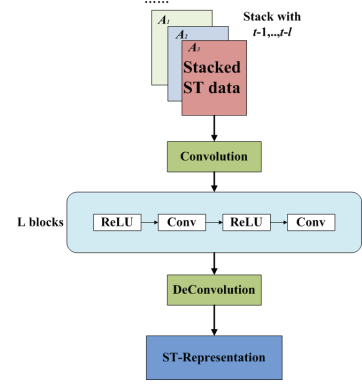 ......
A₁
Stack with
t-1,..,t-l
A₂
A₃
Stacked
ST data
Convolution
L blocks
ReLU
Conv
ReLU
Conv
DeConvolution
ST-Representation